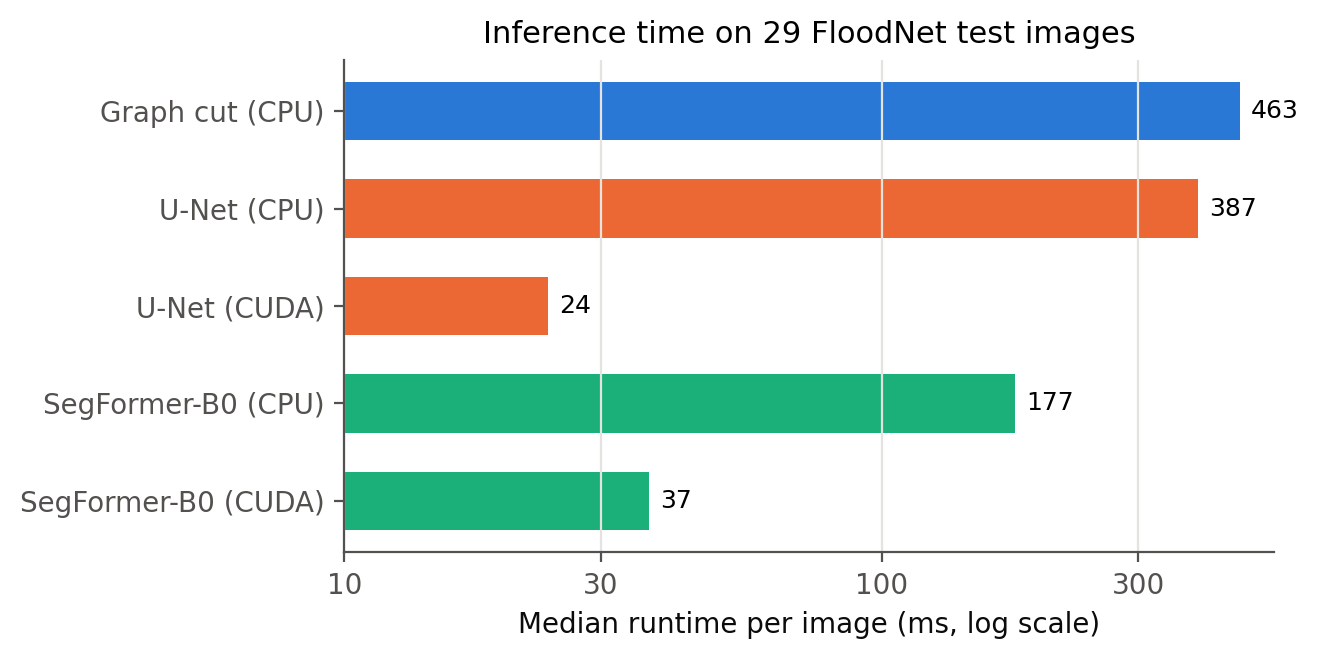 Inference time on 29 FloodNet test images
Graph cut (CPU)
463
U-Net (CPU)
387
U-Net (CUDA)
24
SegFormer-B0 (CPU)
177
SegFormer-B0 (CUDA)
37
10 30 100 300
Median runtime per image (ms, log scale)